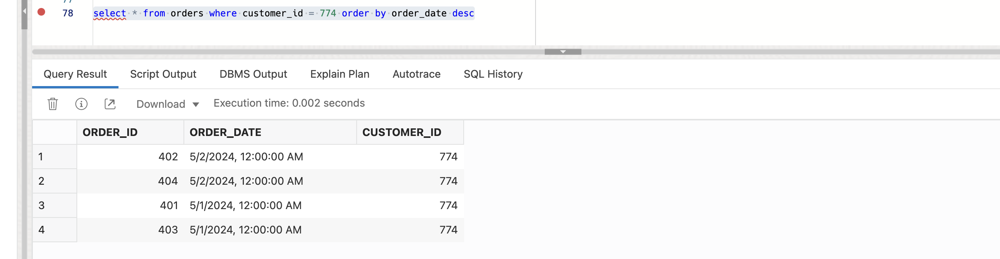 77
78 select * from orders where customer_id = 774 order by order_date desc
Query Result Script Output DBMS Output Explain Plan Autotrace SQL History
Download Execution time: 0.002 seconds
ORDER_ID ORDER_DATE CUSTOMER_ID
1 402 5/2/2024, 12:00:00 AM 774
2 404 5/2/2024, 12:00:00 AM 774
3 401 5/1/2024, 12:00:00 AM 774
4 403 5/1/2024, 12:00:00 AM 774